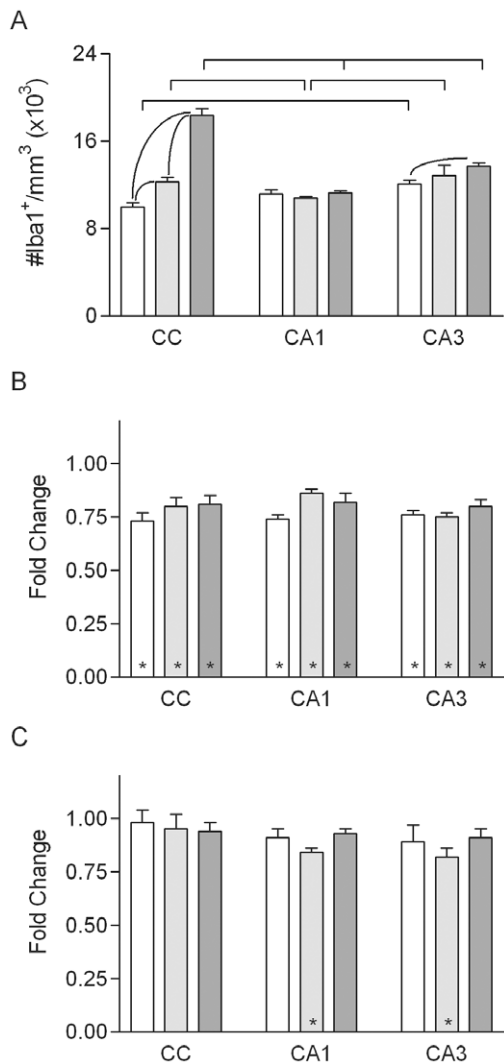 A
#Iba1⁺/mm³ (x10³)
24
16
8
0
CC CA1 CA3
B
Fold Change
1.00
0.75
0.50
0.25
0.00
* * * * * * * * *
CC CA1 CA3
C
Fold Change
1.00
0.75
0.50
0.25
0.00
* *
CC CA1 CA3